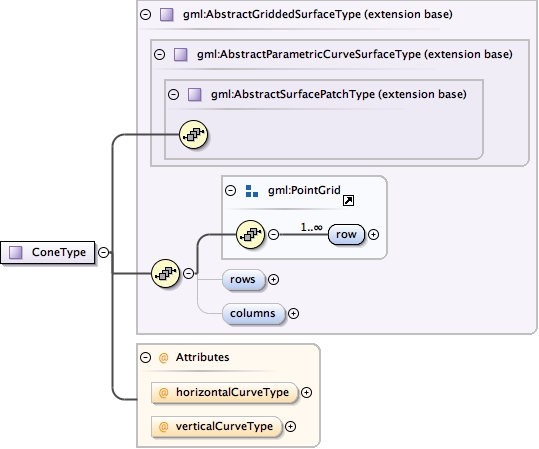 gml:AbstractGriddedSurfaceType (extension base)
gml:AbstractParametricCurveSurfaceType (extension base)
gml:AbstractSurfacePatchType (extension base)
gml:PointGrid
1..∞
row
ConeType
rows
columns
@ Attributes
@ horizontalCurveType
@ verticalCurveType